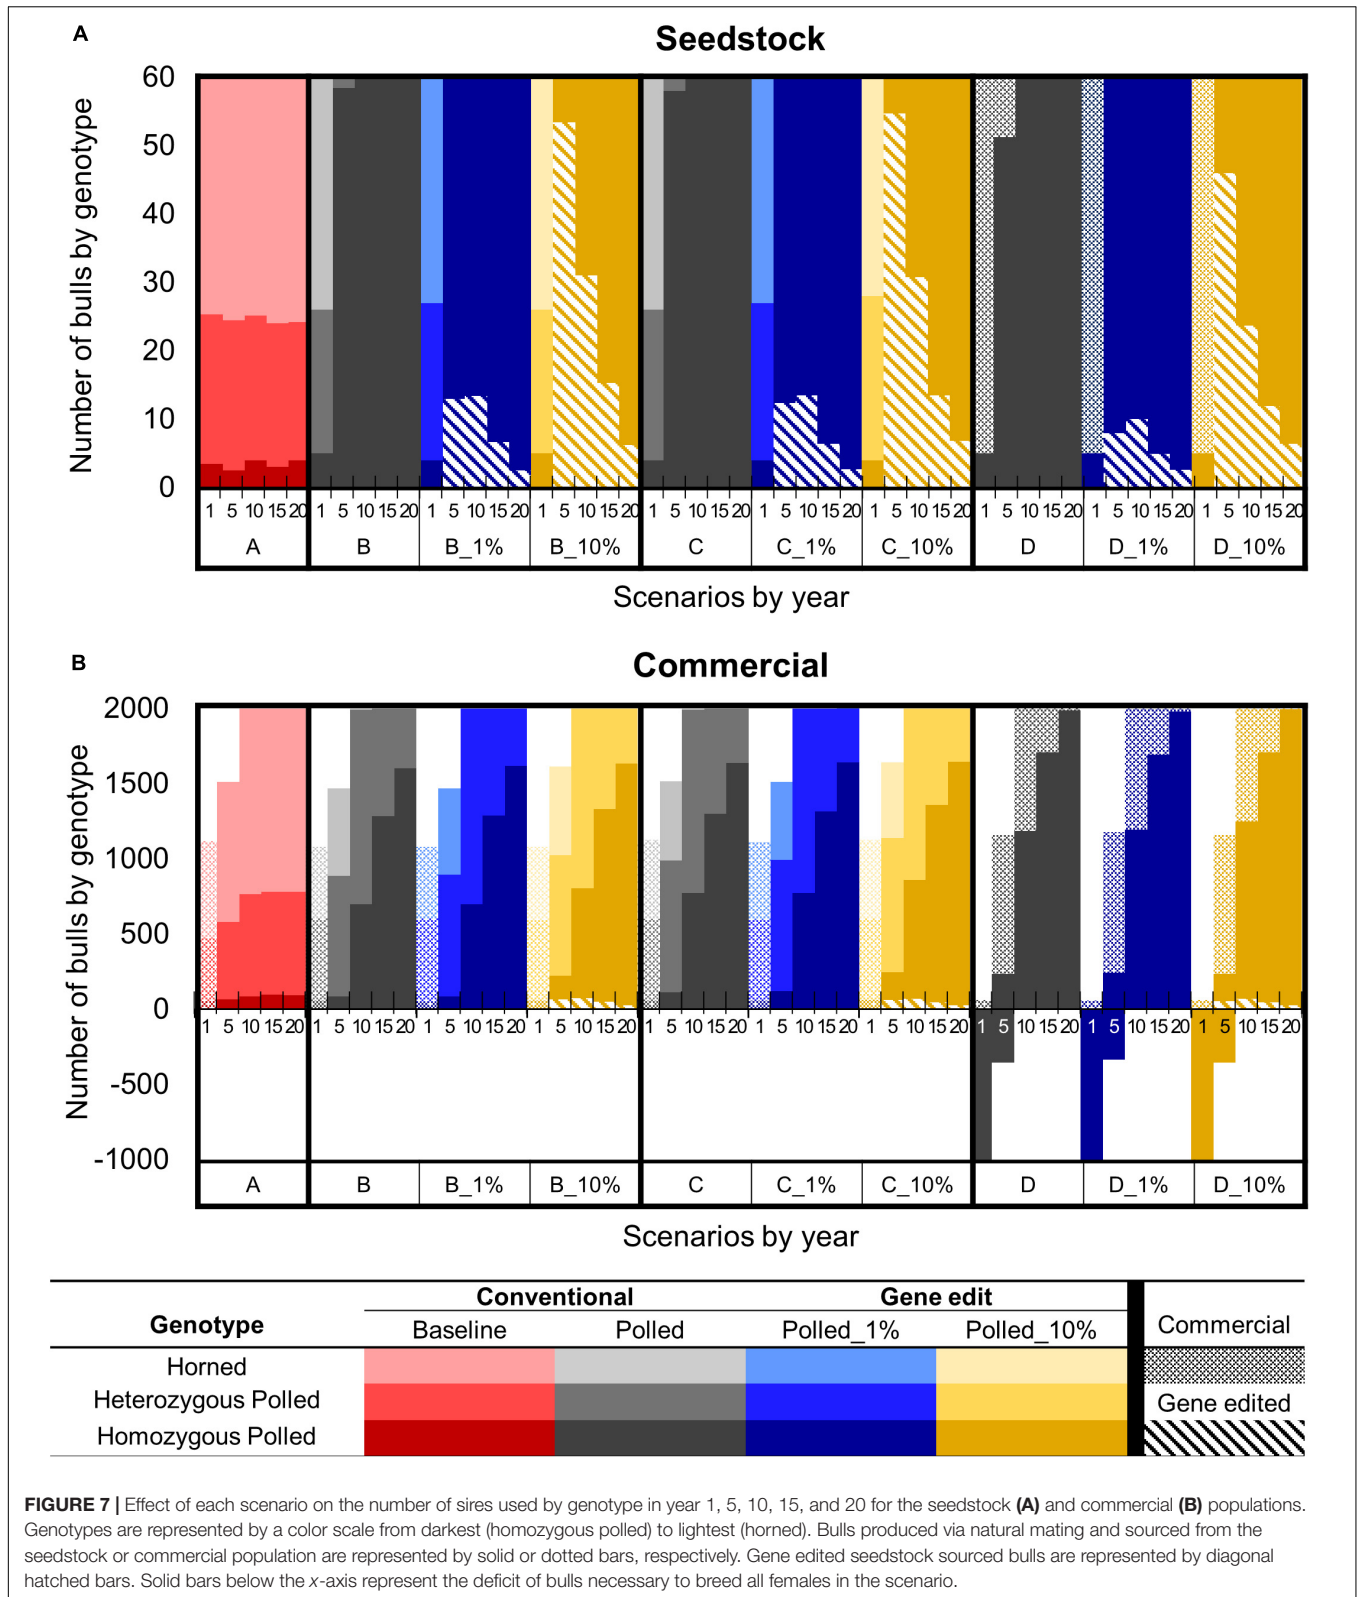 A
Seedstock
Number of bulls by genotype
60
50
40
30
20
10
0
1 5 10 15 20 1 5 10 15 20 1 5 10 15 20 1 5 10 15 20 1 5 10 15 20 1 5 10 15 20 1 5 10 15 20 1 5 10 15 20 1 5 10 15 20 1 5 10 15 20
A B B_1% B_10% C C_1% C_10% D D_1% D_10%
Scenarios by year
B
Commercial
Number of bulls by genotype
2000
1500
1000
500
0
1 5 10 15 20 1 5 10 15 20 1 5 10 15 20 1 5 10 15 20 1 5 10 15 20 1 5 10 15 20 1 5 10 15 20 1 5 10 15 20 1 5 10 15 20 1 5 10 15 20
-500
-1000
A B B_1% B_10% C C_1% C_10% D D_1% D_10%
Scenarios by year
Conventional Gene edit
Genotype Baseline Polled Polled_1% Polled_10% Commercial
Horned
Heterozygous Polled Gene edited
Homozygous Polled
FIGURE 7 | Effect of each scenario on the number of sires used by genotype in year 1, 5, 10, 15, and 20 for the seedstock (A) and commercial (B) populations.
Genotypes are represented by a color scale from darkest (homozygous polled) to lightest (horned). Bulls produced via natural mating and sourced from the
seedstock or commercial population are represented by solid or dotted bars, respectively. Gene edited seedstock sourced bulls are represented by diagonal
hatched bars. Solid bars below the x-axis represent the deficit of bulls necessary to breed all females in the scenario.